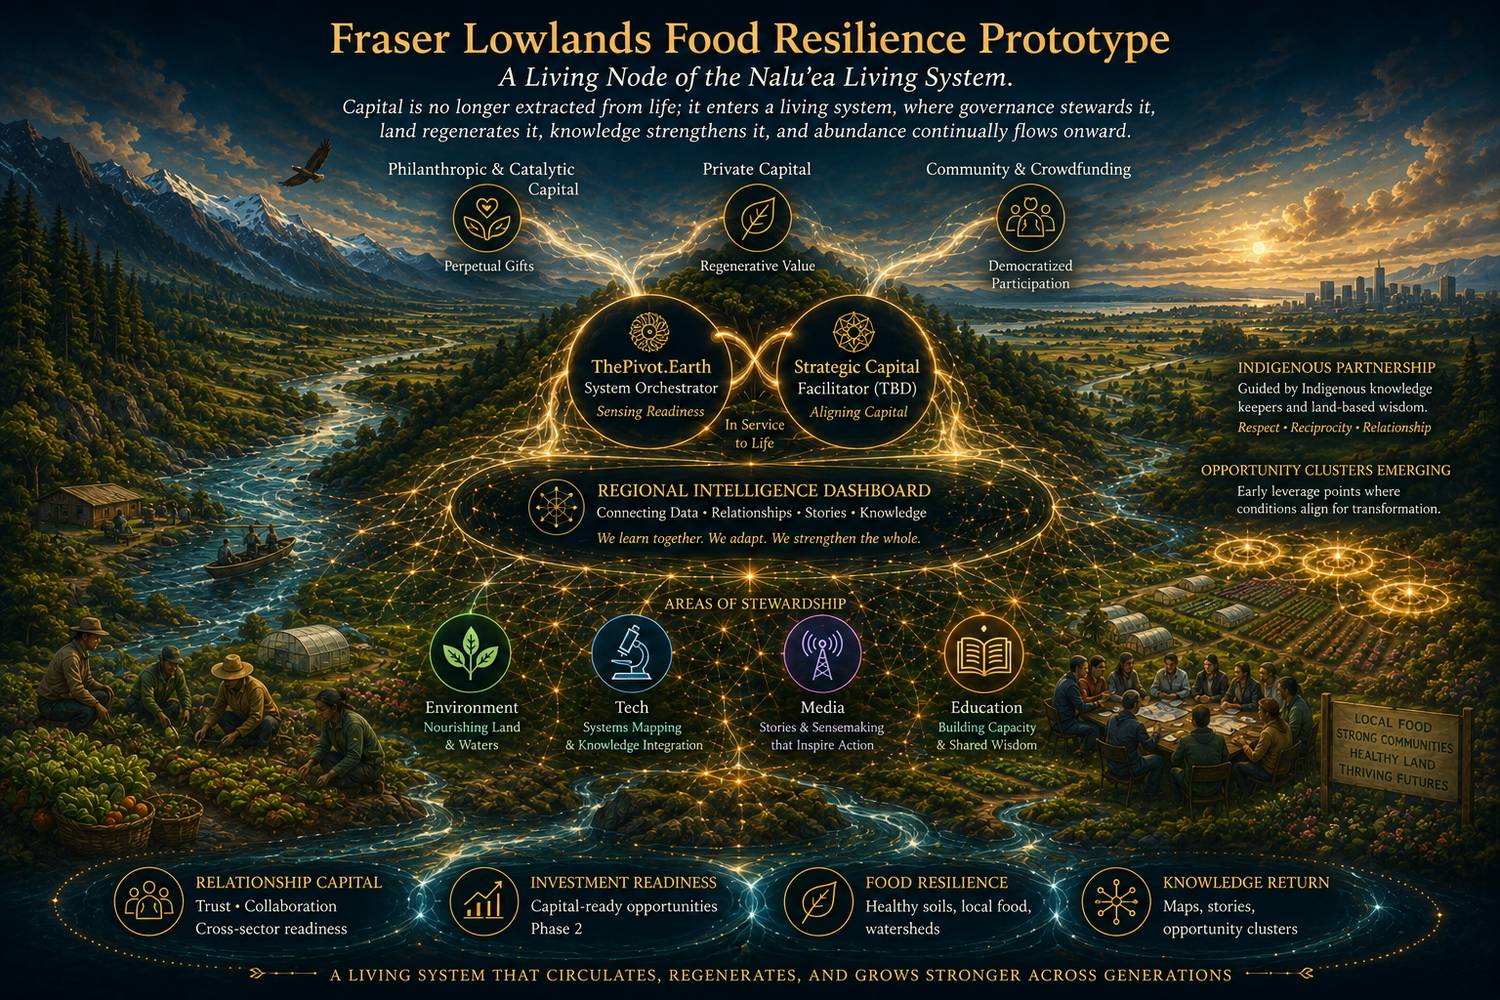 Fraser Lowlands Food Resilience Prototype
A Living Node of the Nalu'ea Living System.
Capital is no longer extracted from life; it enters a living system, where governance stewards it,
land regenerates it, knowledge strengthens it, and abundance continually flows onward.
Philanthropic & Catalytic
Capital
Perpetual Gifts
Private Capital
Regenerative Value
Community & Crowdfunding
Democratized
Participation
ThePivot.Earth
System Orchestrator
Sensing Readiness
In Service
to Life
Strategic Capital
Facilitator (TBD)
Aligning Capital
INDIGENOUS PARTNERSHIP
Guided by Indigenous knowledge
keepers and land-based wisdom.
Respect • Reciprocity • Relationship
OPPORTUNITY CLUSTERS EMERGING
Early leverage points where
conditions align for transformation.
REGIONAL INTELLIGENCE DASHBOARD
Connecting Data • Relationships • Stories • Knowledge
We learn together. We adapt. We strengthen the whole.
AREAS OF STEWARDSHIP
Environment
Nourishing Land
& Waters
Tech
Systems Mapping
& Knowledge Integration
Media
Stories & Sensemaking
that Inspire Action
Education
Building Capacity
& Shared Wisdom
LOCAL FOOD
STRONG COMMUNITIES
HEALTHY LAND
THRIVING FUTURES
RELATIONSHIP CAPITAL
Trust • Collaboration
Cross-sector readiness
INVESTMENT READINESS
Capital-ready opportunities
Phase 2
FOOD RESILIENCE
Healthy soils, local food,
watersheds
KNOWLEDGE RETURN
Maps, stories,
opportunity clusters
A LIVING SYSTEM THAT CIRCULATES, REGENERATES, AND GROWS STRONGER ACROSS GENERATIONS